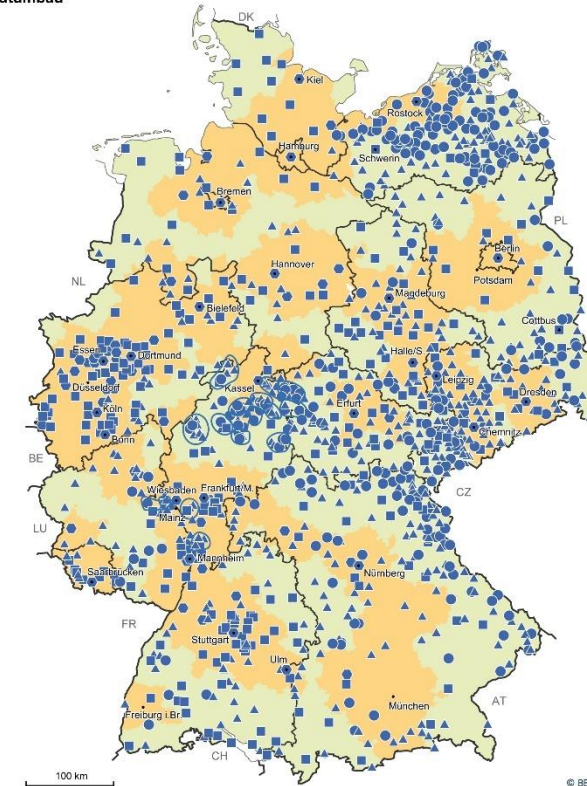 DK
Kiel
Rostock
Hamburg
Schwerin
Bremen
PL
Berlin
Hannover
Potsdam
NL
Magdeburg
Bielefeld
Cottbus
Essen
Dortmund
Halle/S.
Leipzig
Kassel
Düsseldorf
Dresden
Erfurt
Köln
Chemnitz
Bonn
BE
Wiesbaden
Frankfurt/M.
CZ
Mainz
LU
Mannheim
Nürnberg
Saarbrücken
FR
Stuttgart
Ulm
AT
München
Freiburg i.Br.
CH
100 km